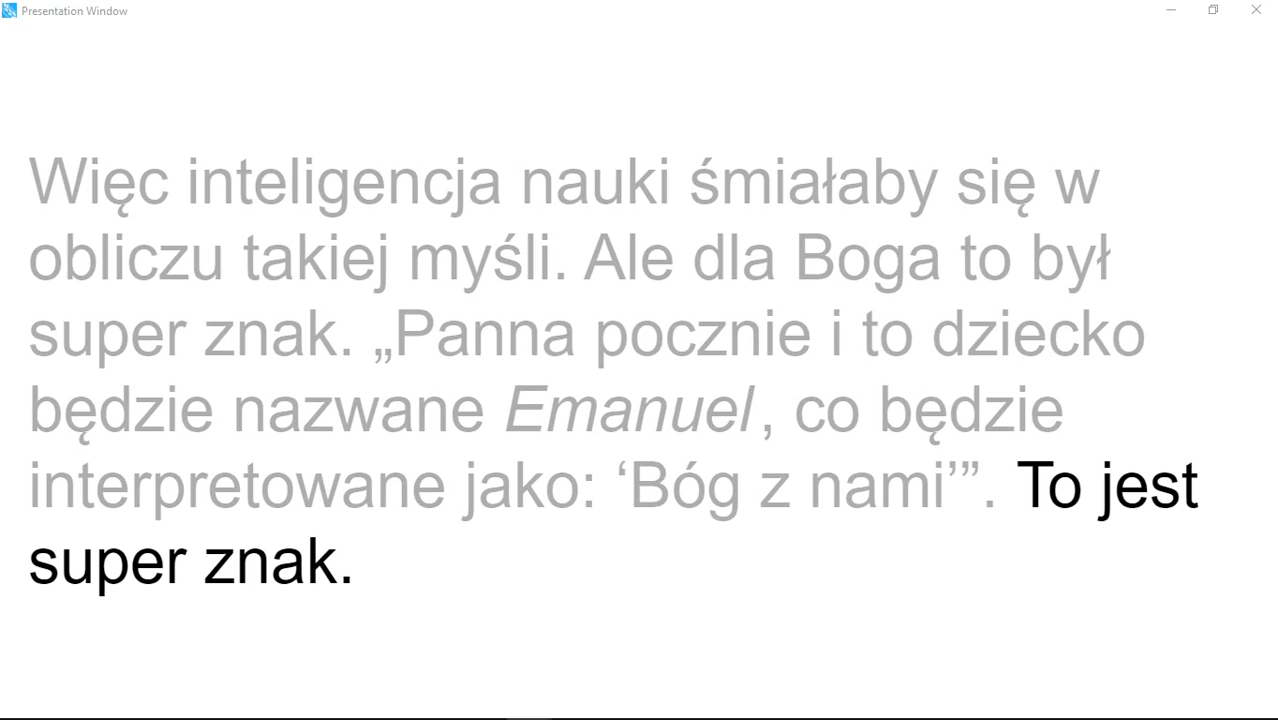 Presentation Window
Więc inteligencja nauki śmiałaby się w
obliczu takiej myśli. Ale dla Boga to był
super znak. „Panna pocznie i to dziecko
będzie nazwane Emanuel, co będzie
interpretowane jako: ‘Bóg z nami’”. To jest
super znak.